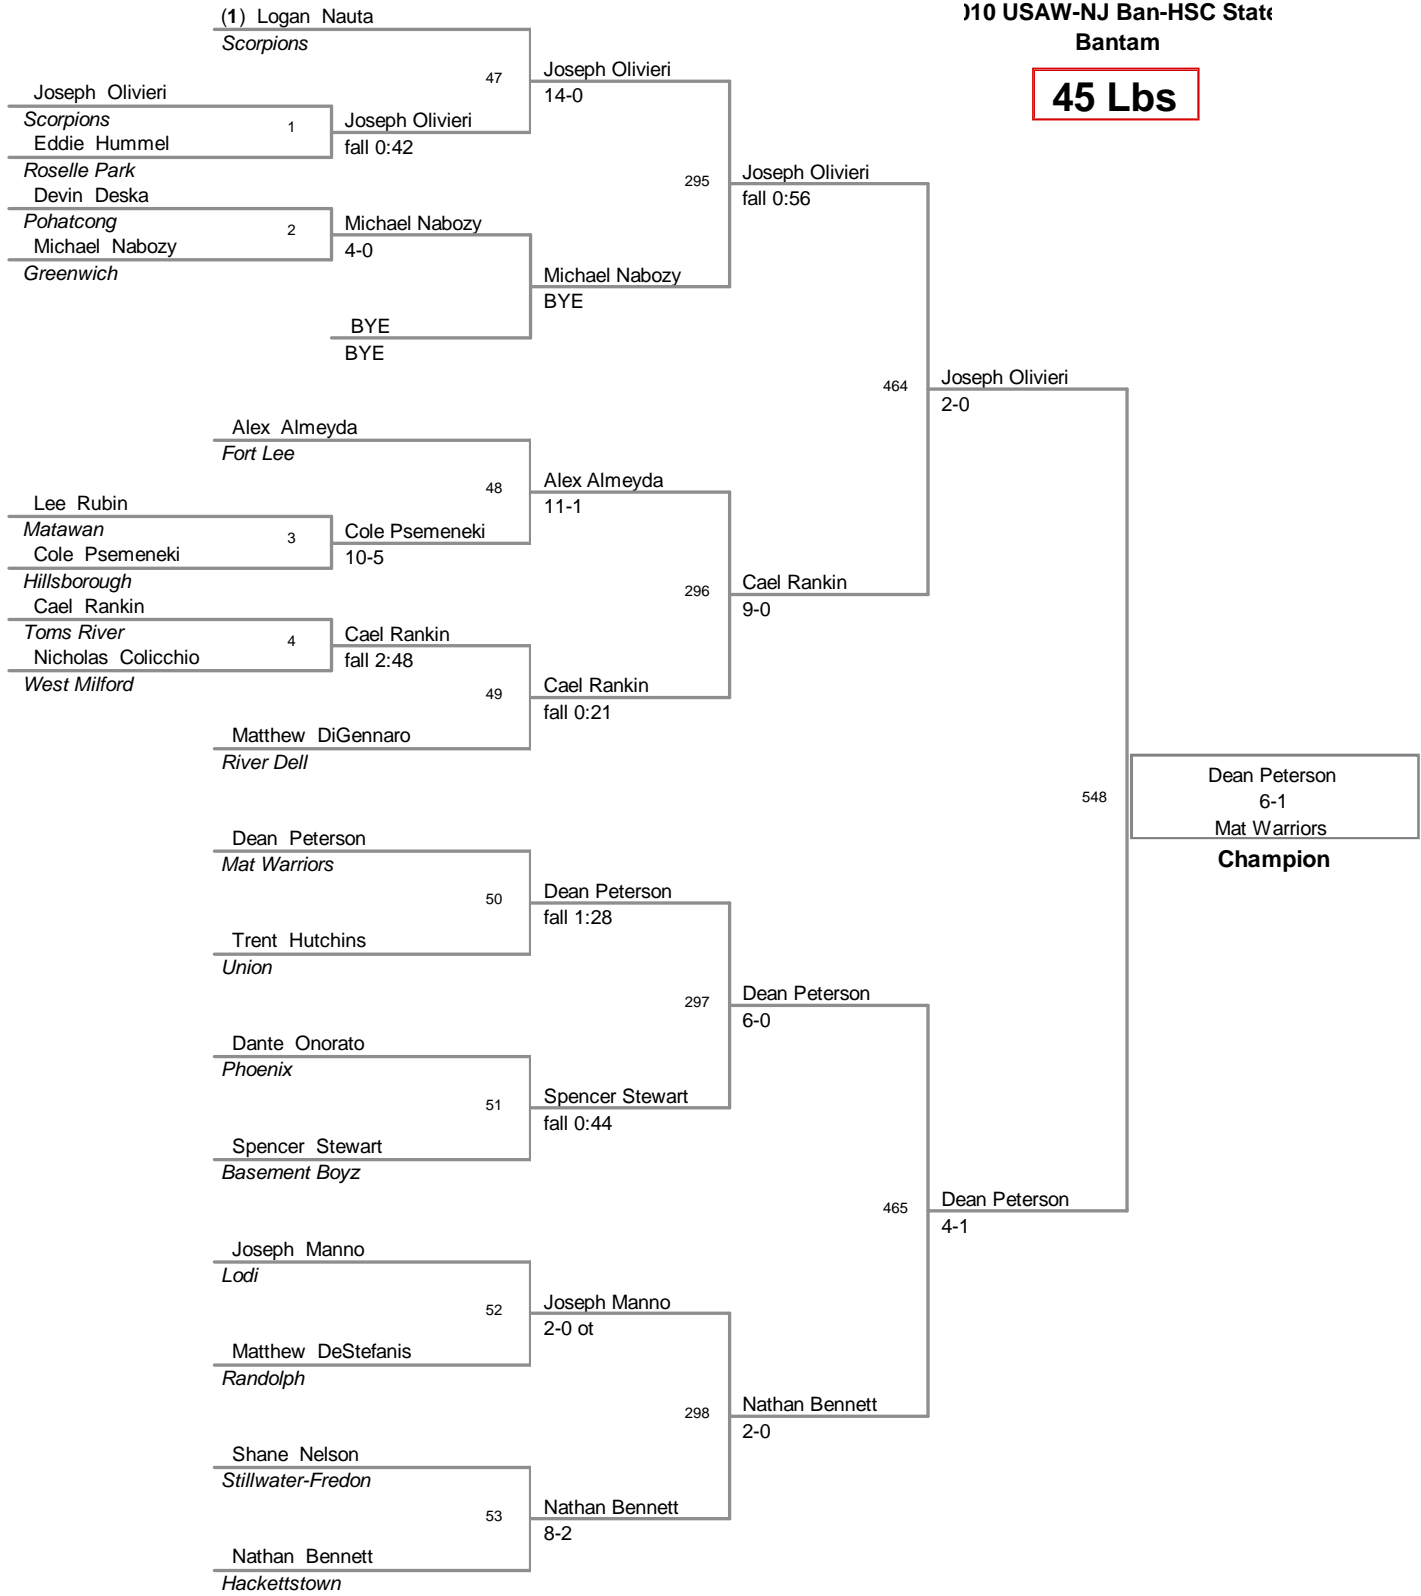 (1) Logan Nauta
Scorpions
)10 USAW-NJ Ban-HSC State
Bantam
45 Lbs
47
Joseph Olivieri
14-0
Joseph Olivieri
Scorpions
1
Eddie Hummel
Roselle Park
Joseph Olivieri
fall 0:42
295
Joseph Olivieri
fall 0:56
Devin Deska
Pohatcong
2
Michael Nabozy
Greenwich
Michael Nabozy
4-0
Michael Nabozy
BYE
BYE
BYE
464
Joseph Olivieri
2-0
Alex Almeyda
Fort Lee
48
Alex Almeyda
11-1
Lee Rubin
Matawan
3
Cole Psemeneki
Hillsborough
Cole Psemeneki
10-5
296
Cael Rankin
9-0
Cael Rankin
Toms River
4
Nicholas Colicchio
West Milford
Cael Rankin
fall 2:48
49
Cael Rankin
fall 0:21
Matthew DiGennaro
River Dell
548
Dean Peterson
6-1
Mat Warriors
Champion
Dean Peterson
Mat Warriors
50
Dean Peterson
fall 1:28
Trent Hutchins
Union
297
Dean Peterson
6-0
Dante Onorato
Phoenix
51
Spencer Stewart
fall 0:44
Spencer Stewart
Basement Boyz
465
Dean Peterson
4-1
Joseph Manno
Lodi
52
Joseph Manno
2-0 ot
Matthew DeStefanis
Randolph
298
Nathan Bennett
2-0
Shane Nelson
Stillwater-Fredon
53
Nathan Bennett
8-2
Nathan Bennett
Hackettstown